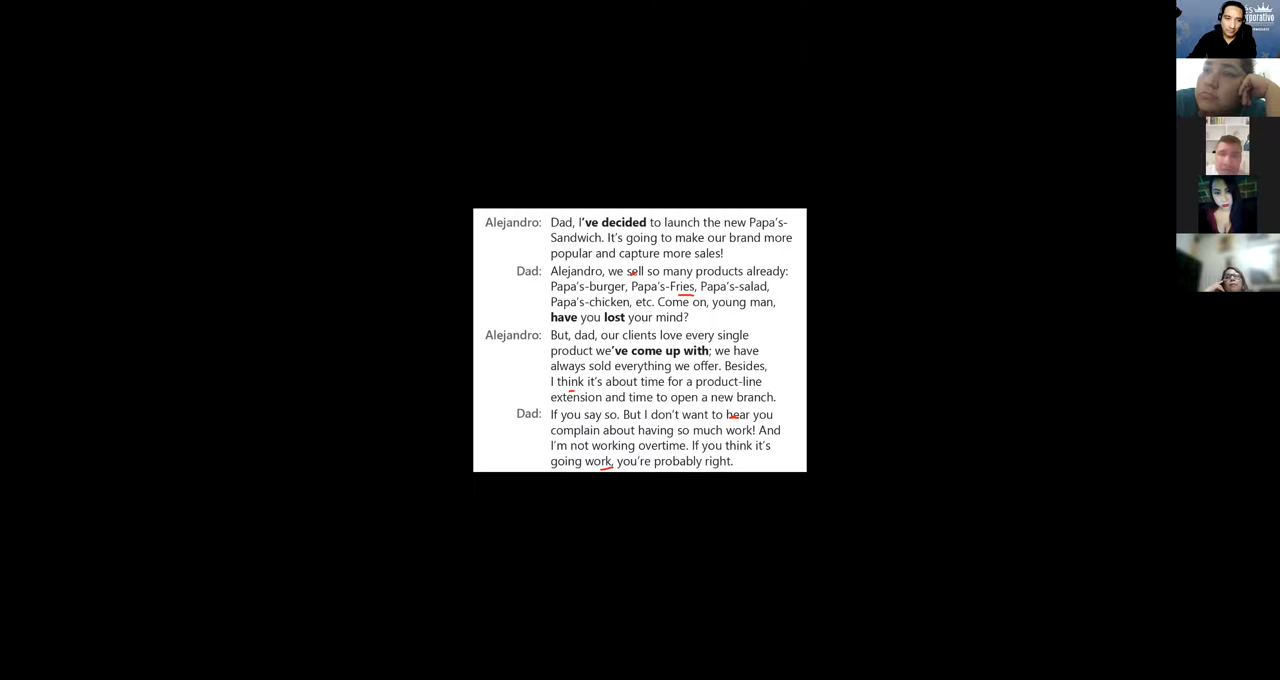 Alejandro: Dad, I've decided to launch the new Papa's-
Sandwich. It's going to make our brand more
popular and capture more sales!
Dad: Alejandro, we sell so many products already:
Papa's-burger, Papa's-Fries, Papa's-salad,
Papa's-chicken, etc. Come on, young man,
have you lost your mind?
Alejandro: But, dad, our clients love every single
product we've come up with; we have
always sold everything we offer. Besides,
I think it's about time for a product-line
extension and time to open a new branch.
Dad: If you say so. But I don't want to hear you
complain about having so much work! And
I'm not working overtime. If you think it's
going work, you're probably right.